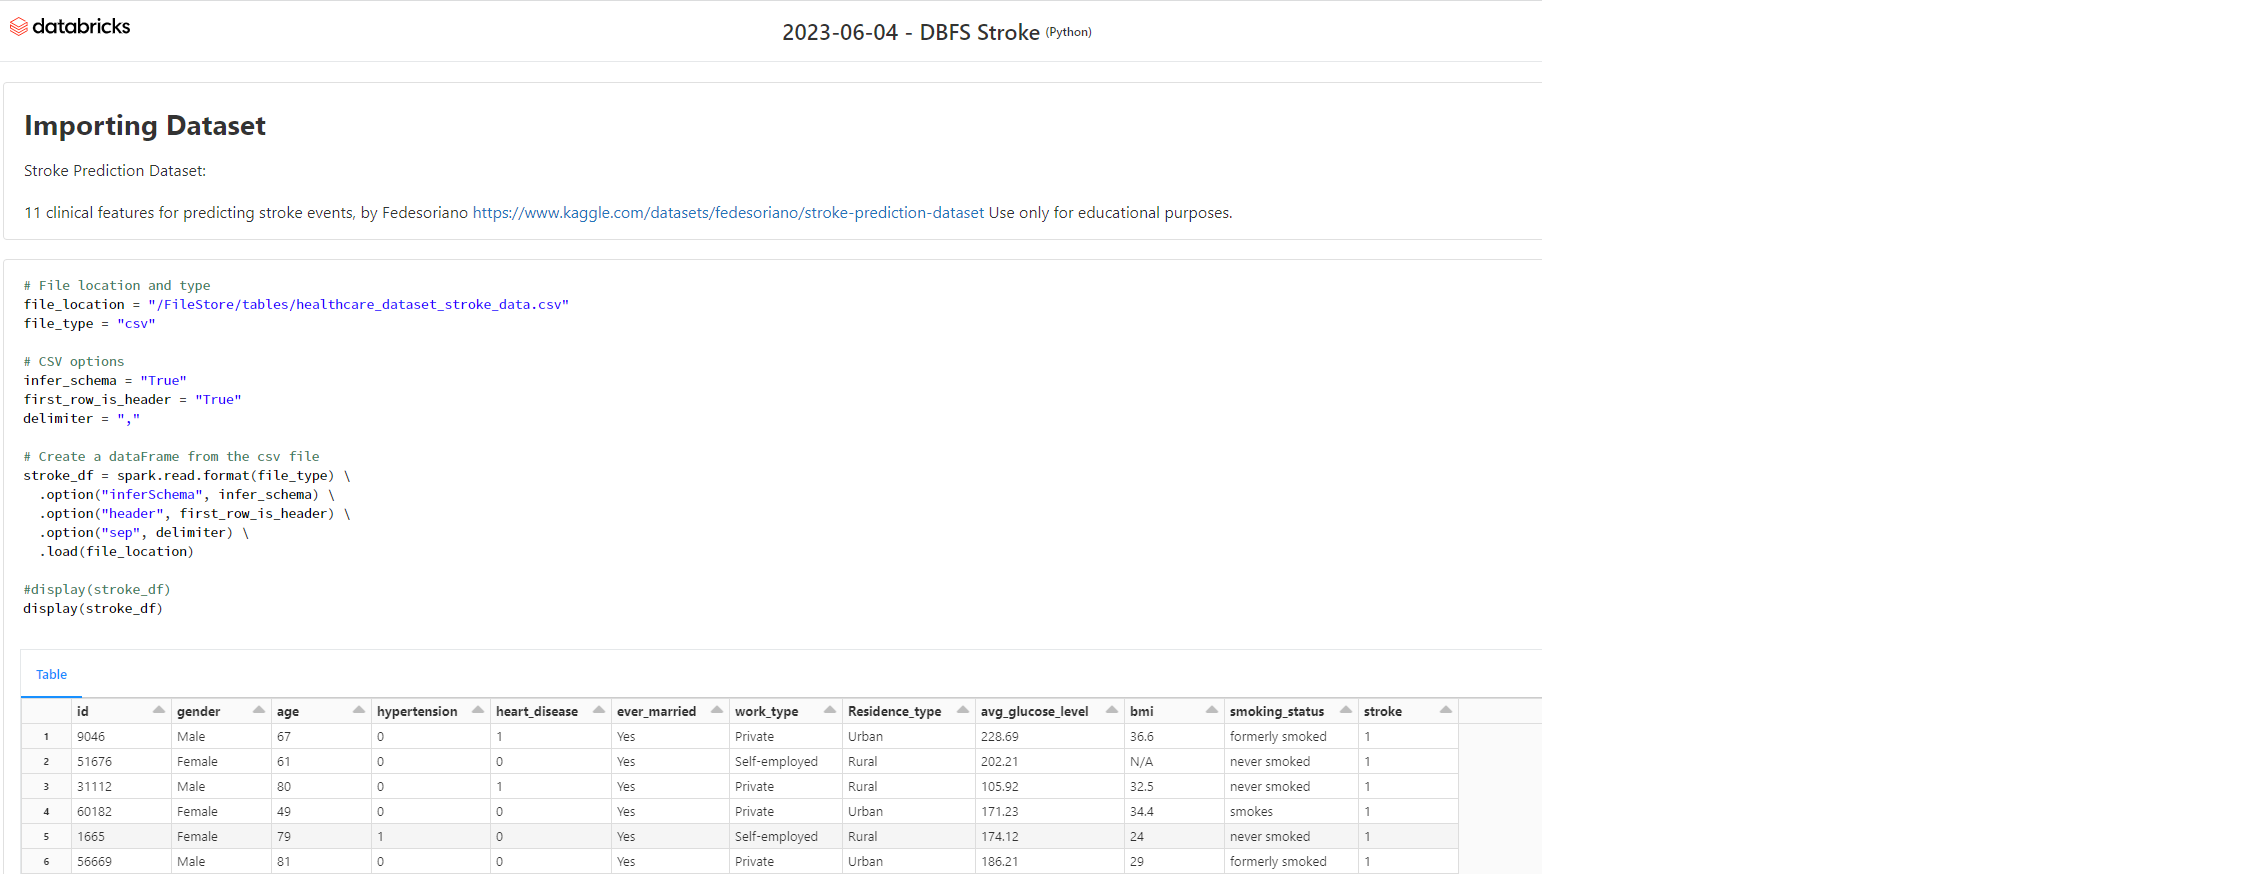 databricks
2023-06-04 - DBFS Stroke (Python)
Importing Dataset
Stroke Prediction Dataset:
11 clinical features for predicting stroke events, by Fedesoriano https://www.kaggle.com/datasets/fedesoriano/stroke-prediction-dataset Use only for educational purposes.
# File location and type
file_location = "/FileStore/tables/healthcare_dataset_stroke_data.csv"
file_type = "csv"
# CSV options
infer_schema = "True"
first_row_is_header = "True"
delimiter = ","
# Create a dataFrame from the csv file
stroke_df = spark.read.format(file_type) \
  .option("inferSchema", infer_schema) \
  .option("header", first_row_is_header) \
  .option("sep", delimiter) \
  .load(file_location)
#display(stroke_df)
display(stroke_df)
Table
id gender age hypertension heart_disease ever_married work_type Residence_type avg_glucose_level bmi smoking_status stroke
1 9046 Male 67 0 1 Yes Private Urban 228.69 36.6 formerly smoked 1
2 51676 Female 61 0 0 Yes Self-employed Rural 202.21 N/A never smoked 1
3 31112 Male 80 0 1 Yes Private Rural 105.92 32.5 never smoked 1
4 60182 Female 49 0 0 Yes Private Urban 171.23 34.4 smokes 1
5 1665 Female 79 1 0 Yes Self-employed Rural 174.12 24 never smoked 1
6 56669 Male 81 0 0 Yes Private Urban 186.21 29 formerly smoked 1